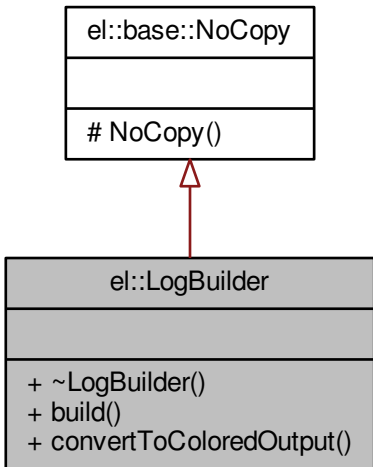 el::base::NoCopy
# NoCopy()
el::LogBuilder
+ ~LogBuilder()
+ build()
+ convertToColoredOutput()